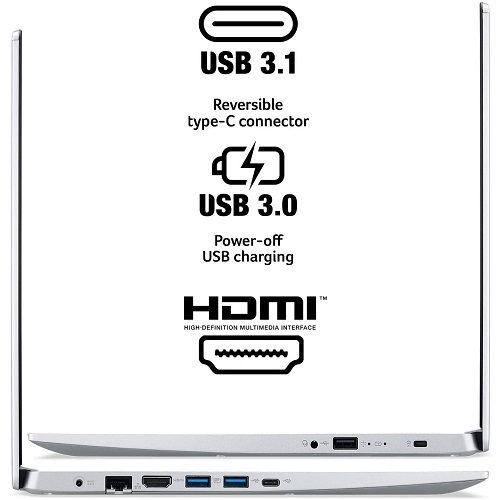 USB 3.1
Reversible
type-C connector
USB 3.0
Power-off
USB charging
HDMI™
HIGH-DEFINITION MULTIMEDIA INTERFACE